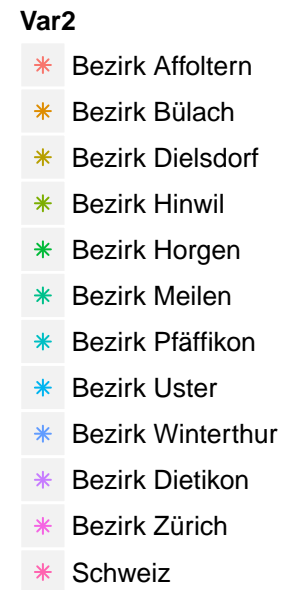 Var2
Bezirk Affoltern
Bezirk Bülach
Bezirk Dielsdorf
Bezirk Hinwil
Bezirk Horgen
Bezirk Meilen
Bezirk Pfäffikon
Bezirk Uster
Bezirk Winterthur
Bezirk Dietikon
Bezirk Zürich
Schweiz